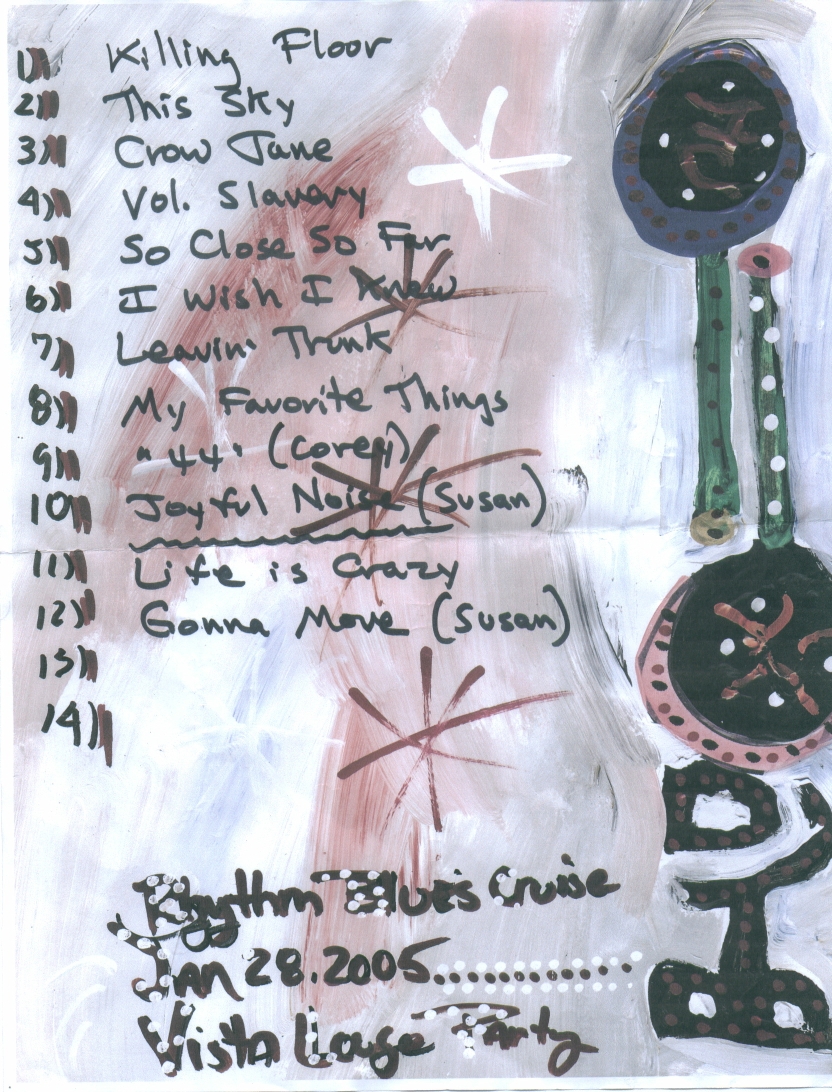 1) Killing Floor
2) This Sky
3) Crow Jane
4) Vol. Slavery
5) So Close So Far
6) I Wish I Knew
7) Leavin' Trunk
8) My Favorite Things
9) "44" (Corey)
10) Joyful Noise (Susan)
11) Life is Crazy
12) Gonna Move (Susan)
13)
14)
Rhythm Blues Cruise
Jan 28.2005
Vista Louge Party